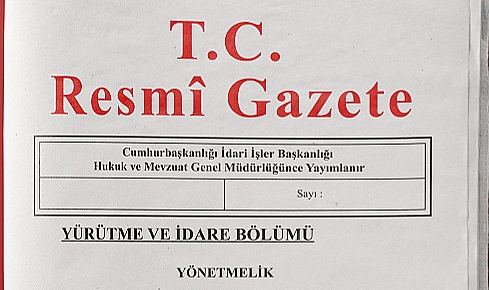 T.C.
Resmî Gazete
Cumhurbaşkanlığı İdari İşler Başkanlığı
Hukuk ve Mevzuat Genel Müdürlüğünce Yayımlanır
Sayı :
YÜRÜTME VE İDARE BÖLÜMÜ
YÖNETMELİK